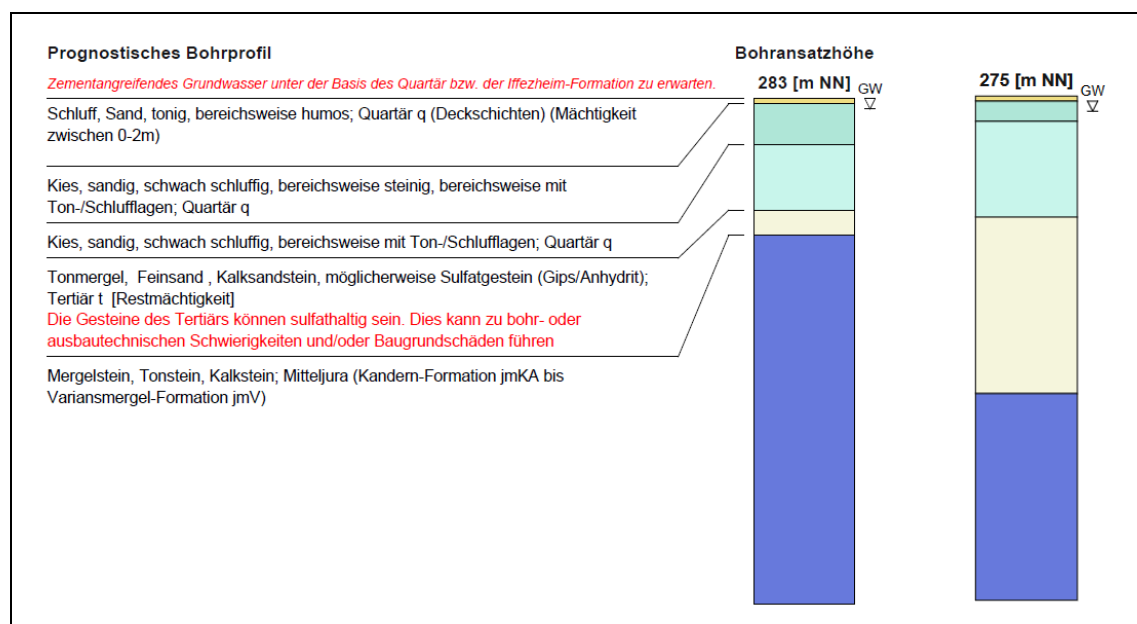 Prognostisches Bohrprofil
Bohransatzhöhe
Zementangreifendes Grundwasser unter der Basis des Quartär bzw. der Iffezheim-Formation zu erwarten.
283 [m NN] GW
275 [m NN] GW
Schluff, Sand, tonig, bereichsweise humos; Quartär q (Deckschichten) (Mächtigkeit
zwischen 0-2m)
Kies, sandig, schwach schluffig, bereichsweise steinig, bereichsweise mit
Ton-/Schlufflagen; Quartär q
Kies, sandig, schwach schluffig, bereichsweise mit Ton-/Schlufflagen; Quartär q
Tonmergel, Feinsand , Kalksandstein, möglicherweise Sulfatgestein (Gips/Anhydrit);
Tertiär t [Restmächtigkeit]
Die Gesteine des Tertiärs können sulfathaltig sein. Dies kann zu bohr- oder
ausbautechnischen Schwierigkeiten und/oder Baugrundschäden führen
Mergelstein, Tonstein, Kalkstein; Mitteljura (Kandern-Formation jmKA bis
Variansmergel-Formation jmV)